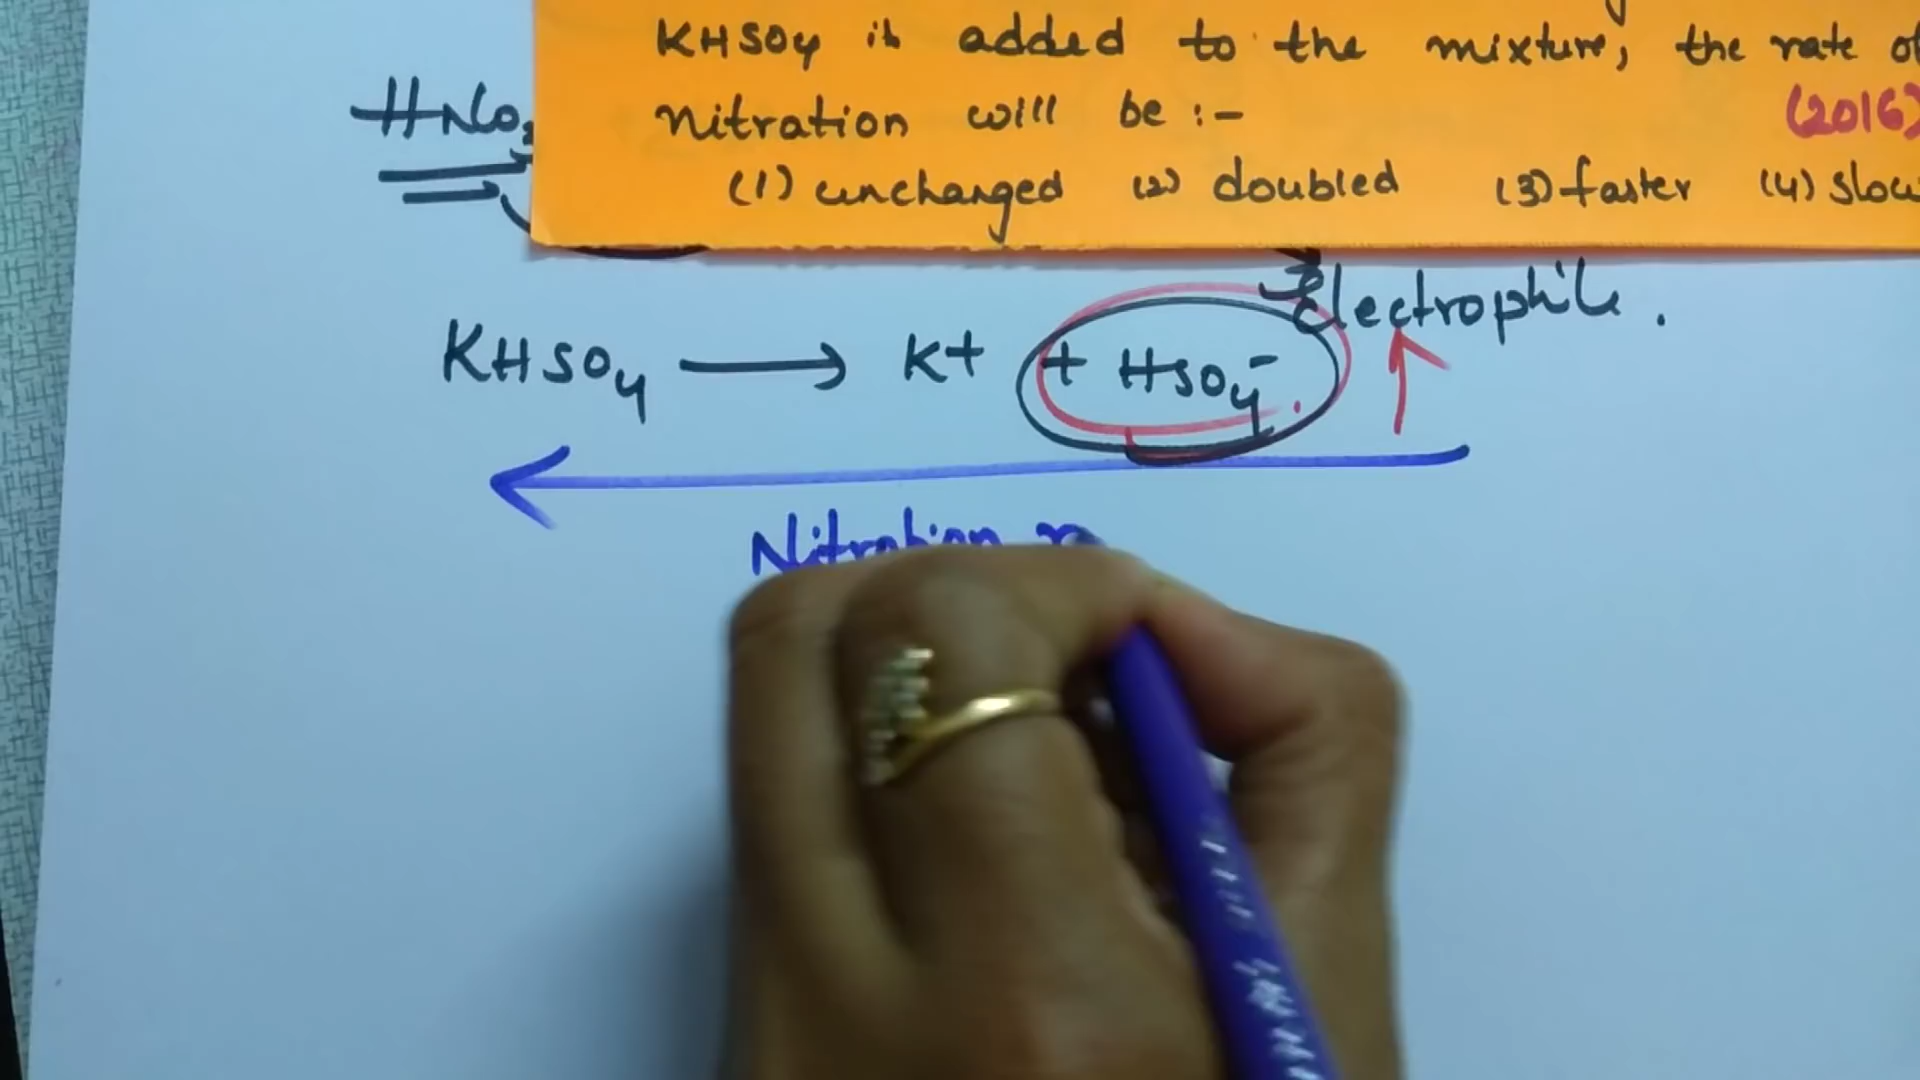 KHSO4 is added to the mixture, the rate of
nitration will be :-
(2016)
(1) unchanged (2) doubled (3) faster (4) slow
HNO3
Electrophile.
KHSO4 ⟶ K+ + HSO4-
Nitration